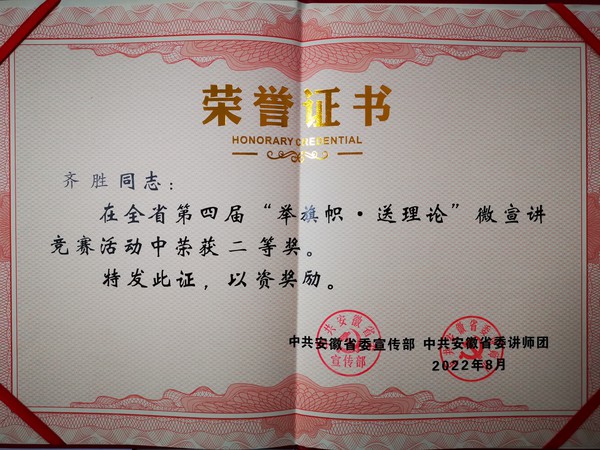 荣誉证书
HONORARY CREDENTIAL
齐胜同志：
在全省第四届“举旗帜·送理论”微宣讲
竞赛活动中荣获二等奖。
特发此证，以资奖励。
中共安徽省委宣传部 中共安徽省委讲师团
2022年8月